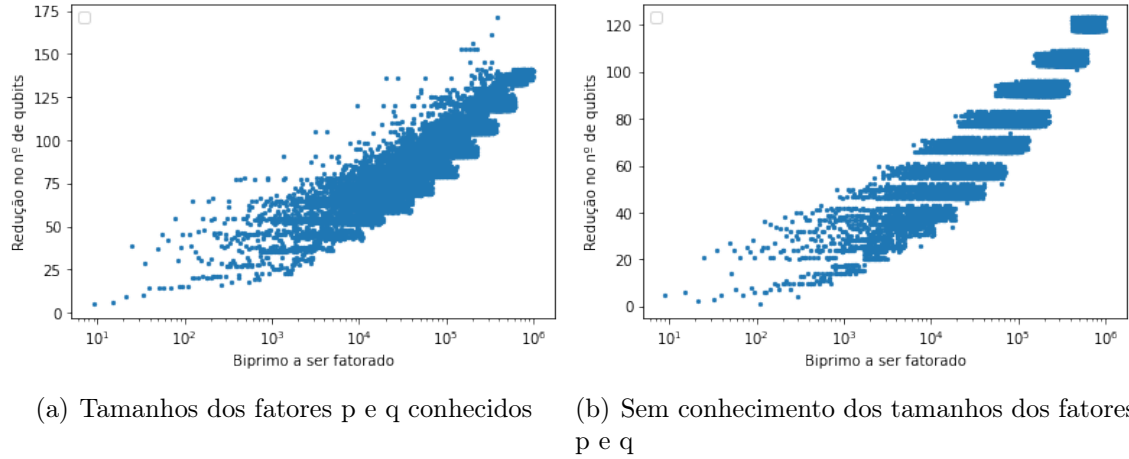 175
150
125
100
75
50
25
0
Redução no nº de qubits
10¹ 10² 10³ 10⁴ 10⁵ 10⁶
Biprimo a ser fatorado
(a) Tamanhos dos fatores p e q conhecidos
120
100
80
60
40
20
0
Redução no nº de qubits
10¹ 10² 10³ 10⁴ 10⁵ 10⁶
Biprimo a ser fatorado
(b) Sem conhecimento dos tamanhos dos fatores
p e q